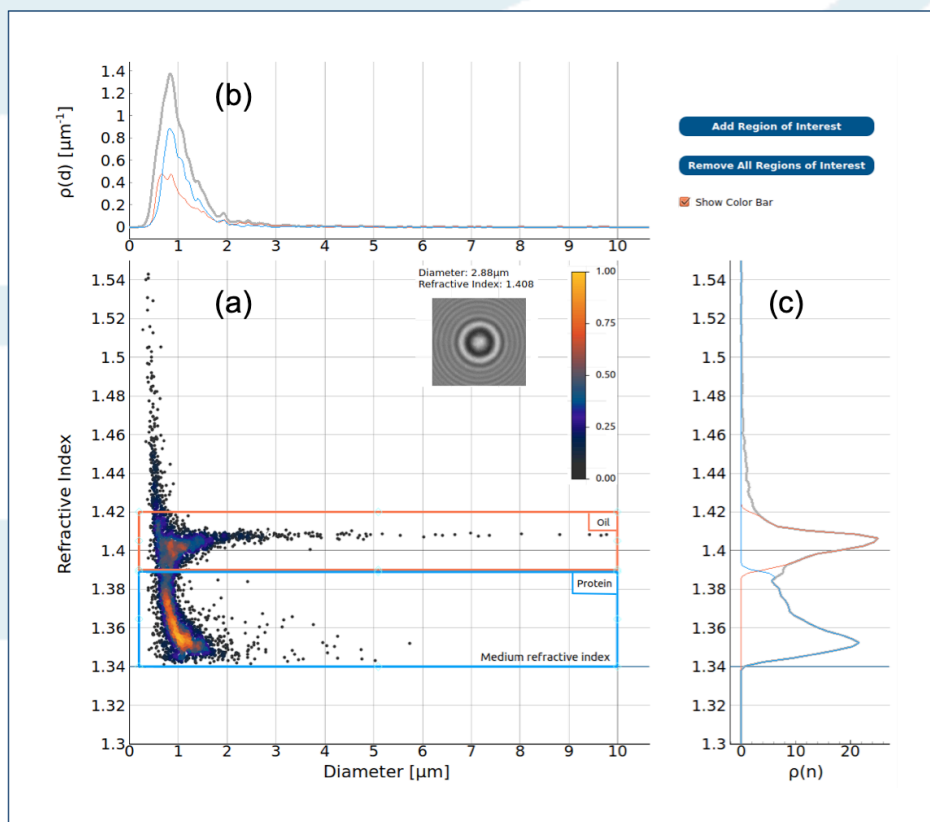 1.4
1.2
1
0.8
0.6
0.4
0.2
0
ρ(d) [μm⁻¹]
(b)
0 1 2 3 4 5 6 7 8 9 10
Add Region of Interest
Remove All Regions of Interest
Show Color Bar
1.54
1.52
1.5
1.48
1.46
1.44
1.42
1.4
1.38
1.36
1.34
1.32
1.3
Refractive Index
(a)
Diameter: 2.88μm
Refractive Index: 1.408
1.00
0.75
0.50
0.25
0.00
Oil
Protein
Medium refractive index
0 1 2 3 4 5 6 7 8 9 10
Diameter [μm]
(c)
1.54
1.52
1.5
1.48
1.46
1.44
1.42
1.4
1.38
1.36
1.34
1.32
1.3
0 10 20
ρ(n)